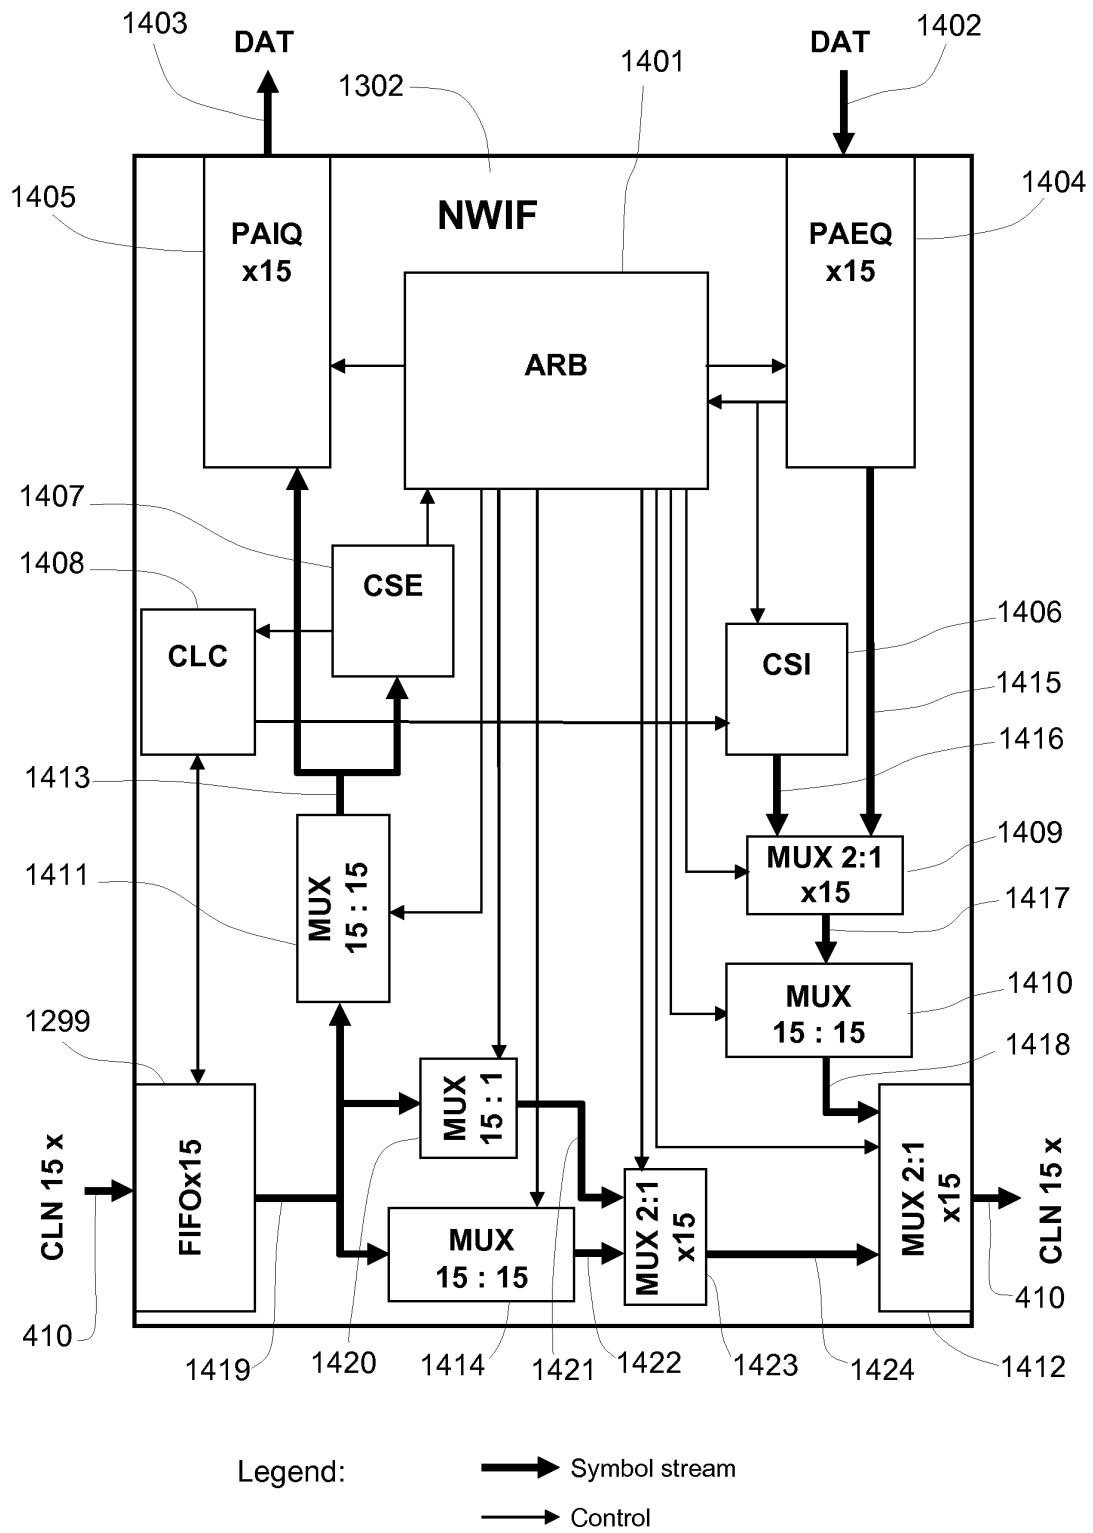 1403
DAT
DAT
1402
1302
1401
1405
1404
NWIF
PAIQ
x15
PAEQ
x15
ARB
1407
CSE
1408
CLC
1406
CSI
1415
1416
1413
1409
MUX 2:1
x15
1411
MUX
15 : 15
1417
1410
MUX
15 : 15
1299
1418
MUX
15 : 1
CLN 15 x
FIFOx15
MUX 2:1
x15
MUX 2:1
x15
CLN 15 x
MUX
15 : 15
410
410
1419
1420
1414
1421
1422
1423
1424
1412
Legend:
Symbol stream
Control